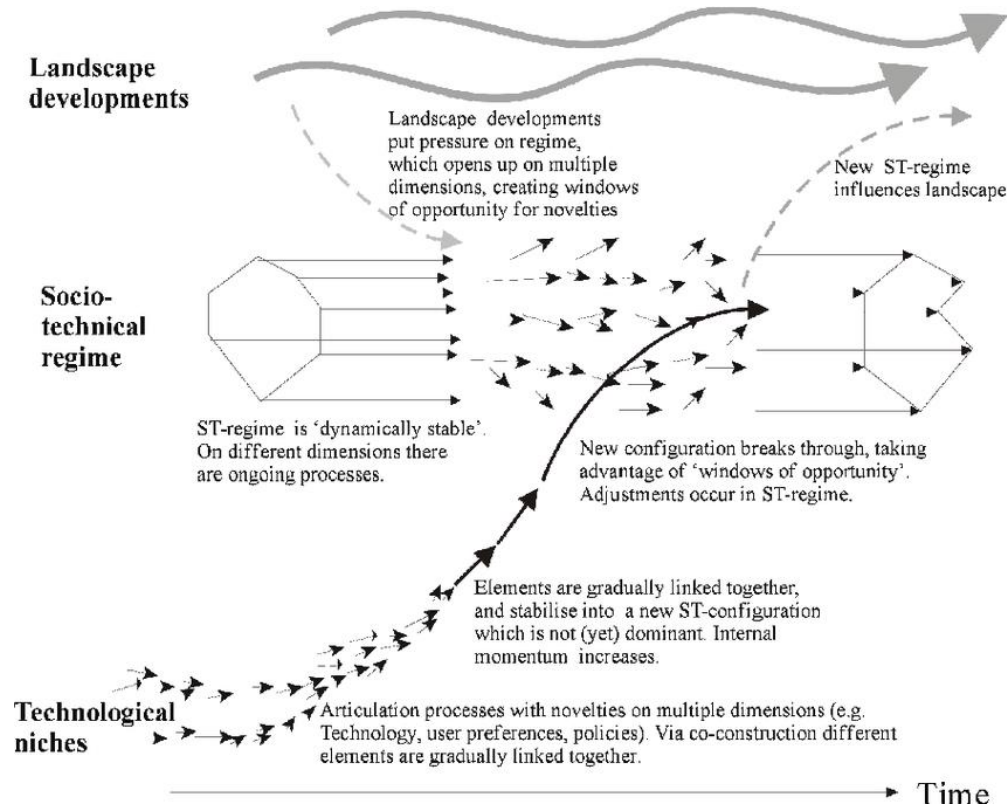 Landscape
developments
Landscape developments
put pressure on regime,
which opens up on multiple
dimensions, creating windows
of opportunity for novelties
New ST-regime
influences landscape
Socio-
technical
regime
ST-regime is ‘dynamically stable’.
On different dimensions there
are ongoing processes.
New configuration breaks through, taking
advantage of ‘windows of opportunity’.
Adjustments occur in ST-regime.
Elements are gradually linked together,
and stabilise into a new ST-configuration
which is not (yet) dominant. Internal
momentum increases.
Technological
niches
Articulation processes with novelties on multiple dimensions (e.g.
Technology, user preferences, policies). Via co-construction different
elements are gradually linked together.
Time